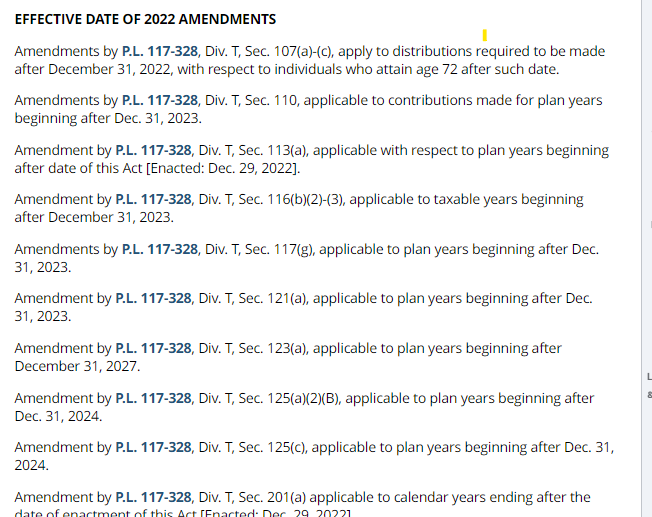 EFFECTIVE DATE OF 2022 AMENDMENTS
Amendments by P.L. 117-328, Div. T, Sec. 107(a)-(c), apply to distributions required to be made
after December 31, 2022, with respect to individuals who attain age 72 after such date.
Amendments by P.L. 117-328, Div. T, Sec. 110, applicable to contributions made for plan years
beginning after Dec. 31, 2023.
Amendment by P.L. 117-328, Div. T, Sec. 113(a), applicable with respect to plan years beginning
after date of this Act [Enacted: Dec. 29, 2022].
Amendment by P.L. 117-328, Div. T, Sec. 116(b)(2)-(3), applicable to taxable years beginning
after December 31, 2023.
Amendments by P.L. 117-328, Div. T, Sec. 117(g), applicable to plan years beginning after Dec.
31, 2023.
Amendment by P.L. 117-328, Div. T, Sec. 121(a), applicable to plan years beginning after Dec.
31, 2023.
Amendment by P.L. 117-328, Div. T, Sec. 123(a), applicable to plan years beginning after
December 31, 2027.
Amendment by P.L. 117-328, Div. T, Sec. 125(a)(2)(B), applicable to plan years beginning after
Dec. 31, 2024.
Amendment by P.L. 117-328, Div. T, Sec. 125(c), applicable to plan years beginning after Dec. 31,
2024.
Amendment by P.L. 117-328, Div. T, Sec. 201(a) applicable to calendar years ending after the
date of enactment of this Act [Enacted: Dec. 29, 2022]
L
&